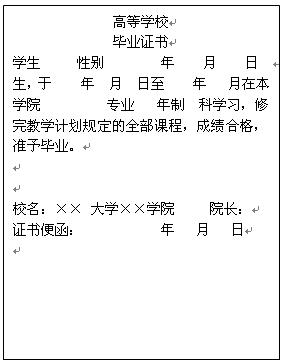 高等学校
毕业证书
学生 性别 年 月 日
生，于 年 月 日至 年 月在本
学院 专业 年制 科学习，修
完教学计划规定的全部课程，成绩合格，
准予毕业。
校名：×× 大学××学院 院长：
证书便函： 年 月 日